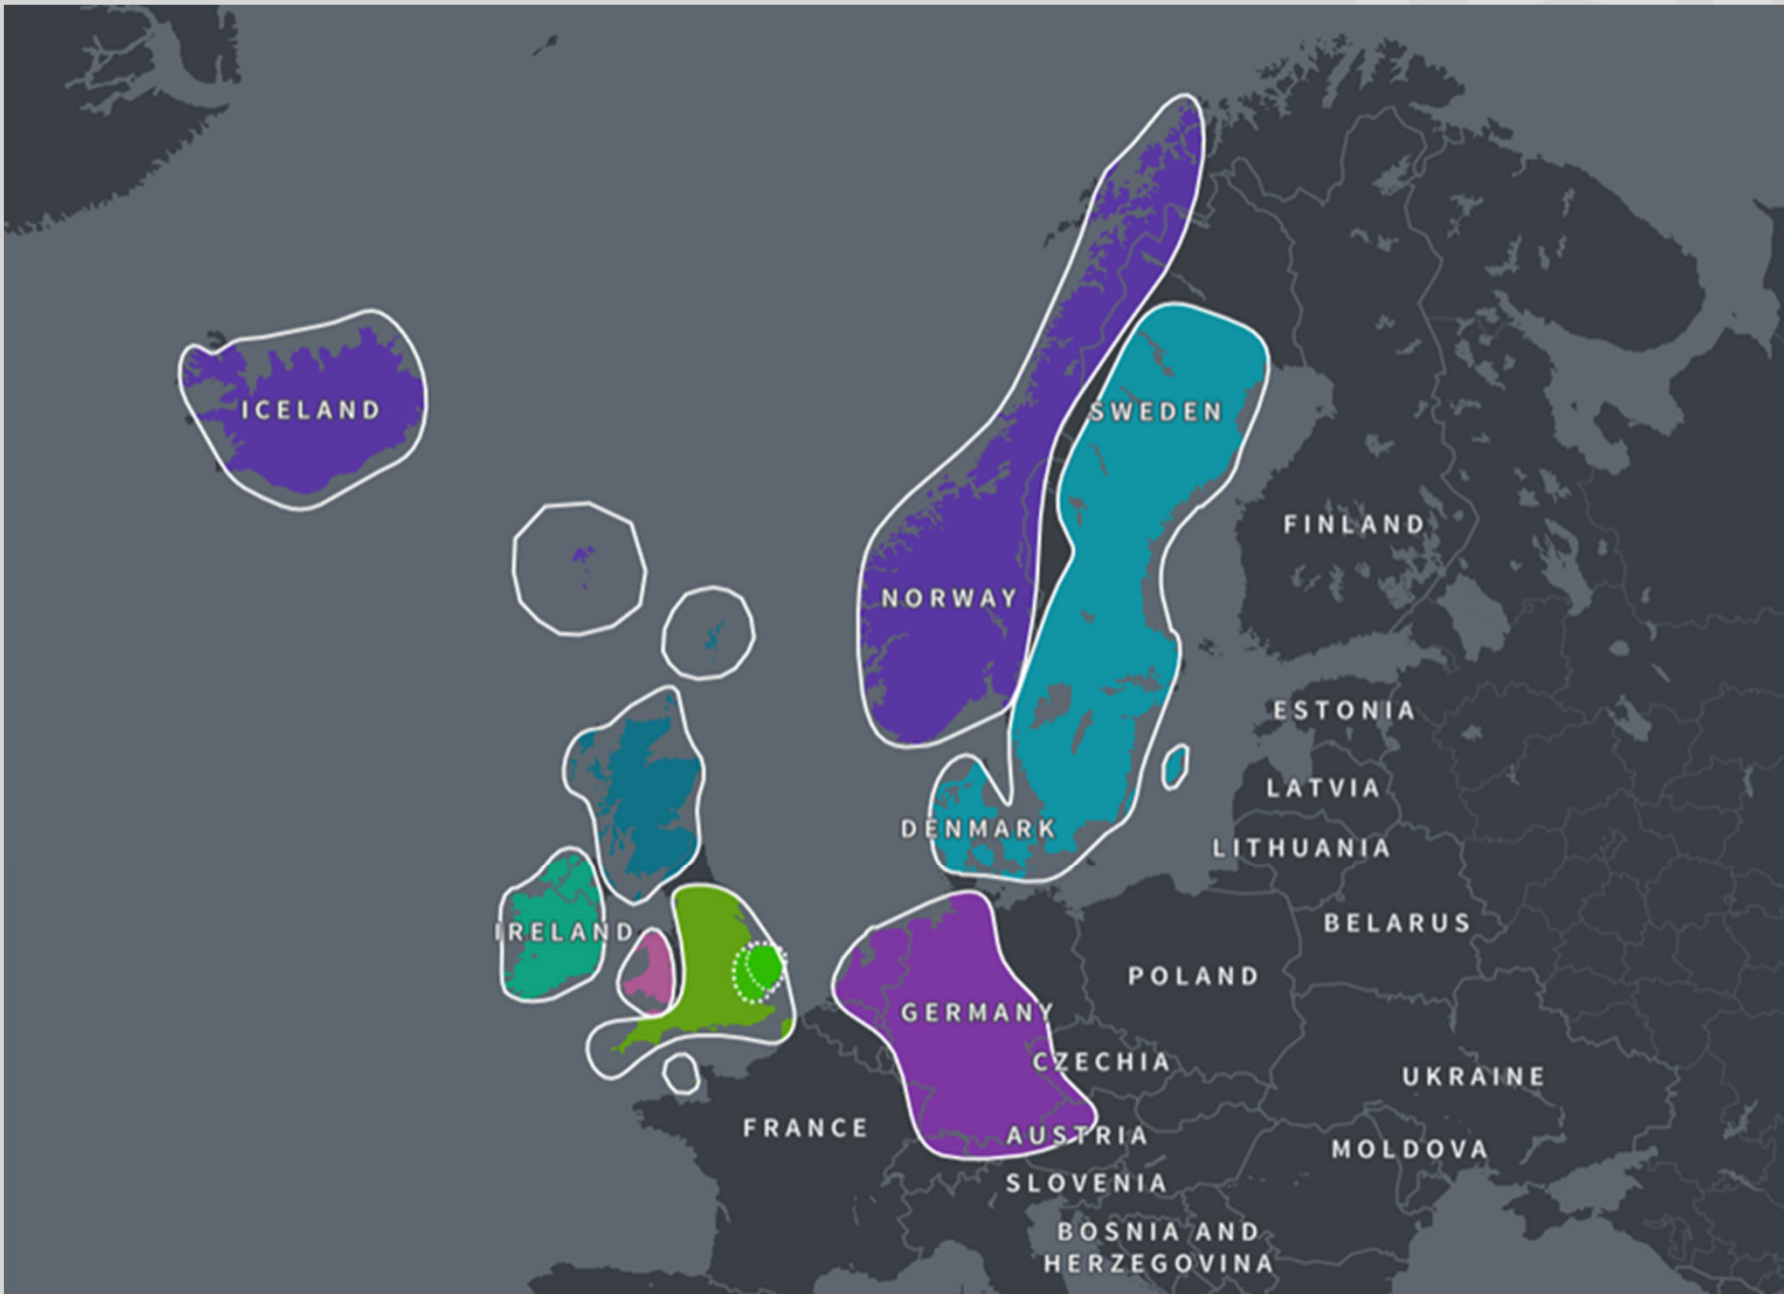 ICELAND
SWEDEN
FINLAND
NORWAY
ESTONIA
LATVIA
DENMARK
LITHUANIA
IRELAND
BELARUS
POLAND
GERMANY
CZECHIA
UKRAINE
FRANCE
AUSTRIA
MOLDOVA
SLOVENIA
BOSNIA AND
HERZEGOVINA